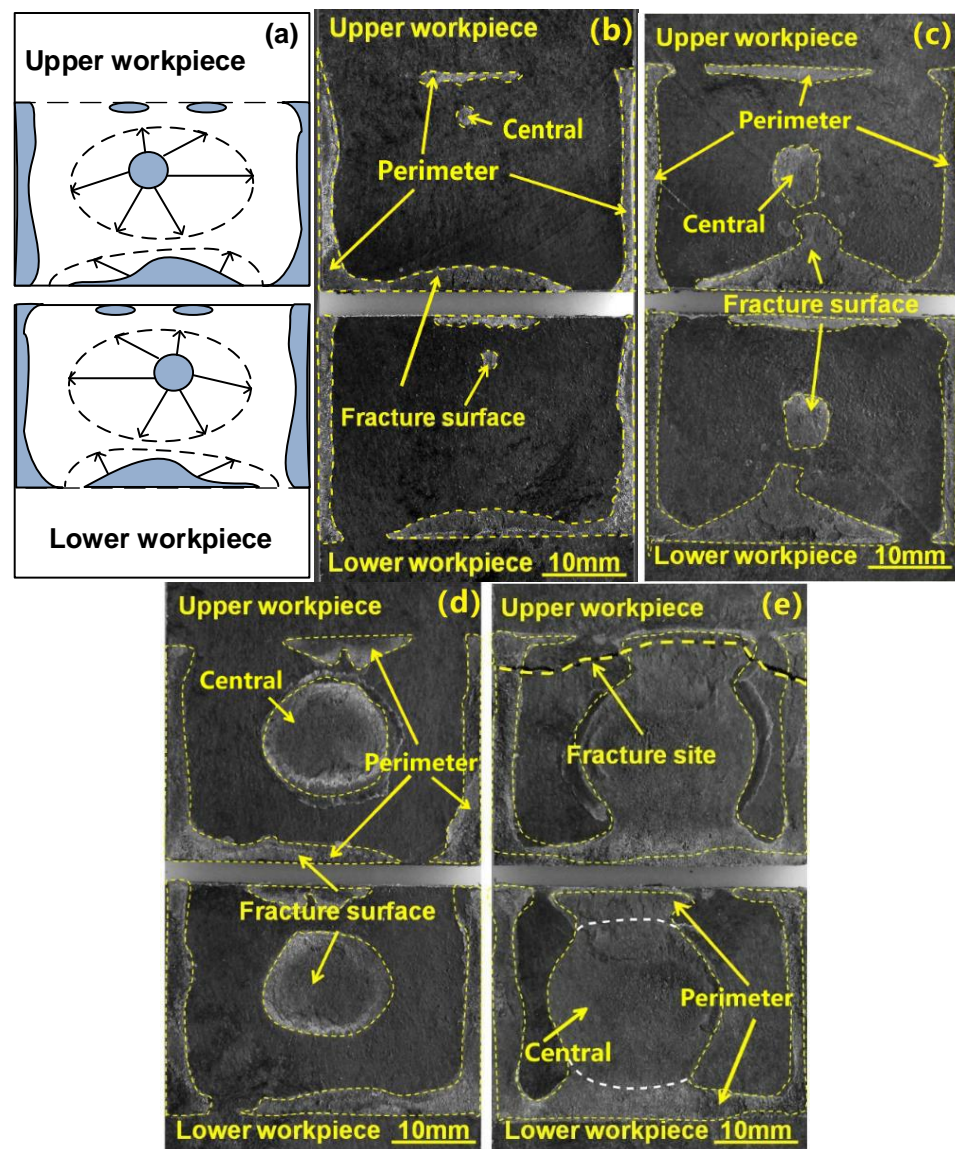 (a)
Upper workpiece
Lower workpiece
Upper workpiece
(b)
Central
Perimeter
Fracture surface
Lower workpiece 10mm
Upper workpiece
(c)
Perimeter
Central
Fracture surface
Lower workpiece 10mm
Upper workpiece
(d)
Central
Perimeter
Fracture surface
Lower workpiece 10mm
Upper workpiece
(e)
Fracture site
Perimeter
Central
Lower workpiece 10mm